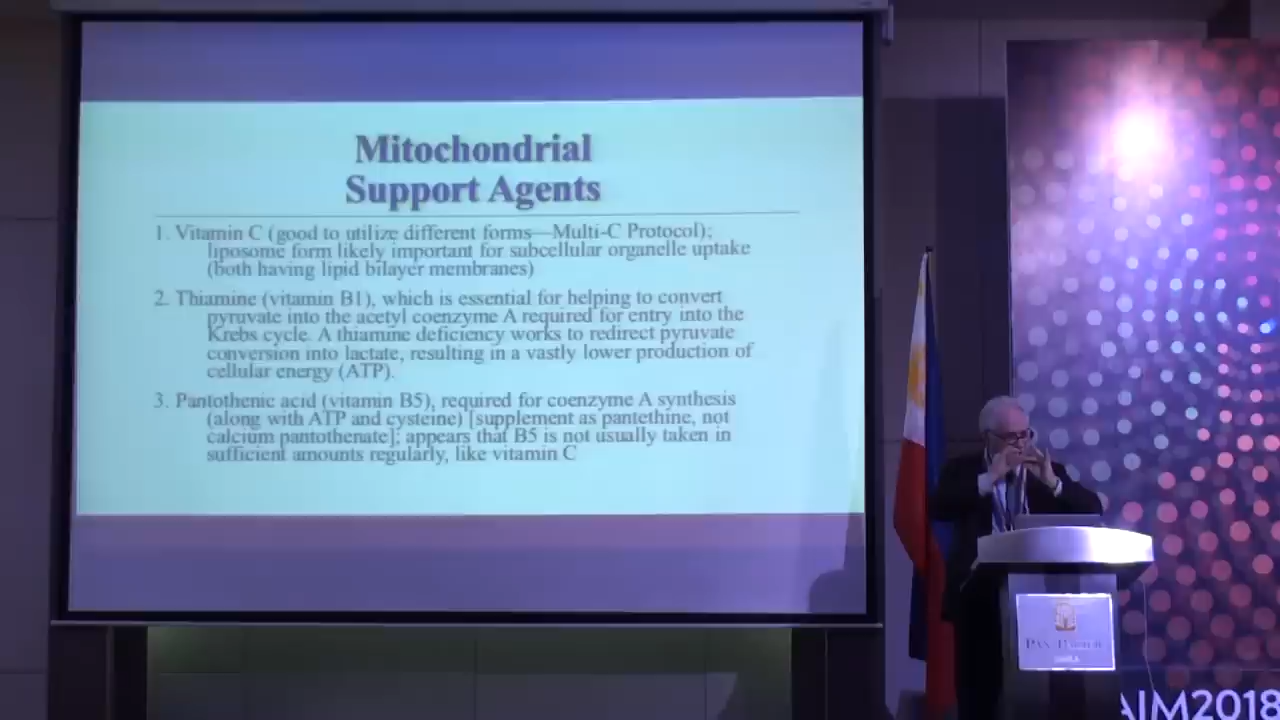 Mitochondrial
Support Agents
1. Vitamin C (good to utilize different forms—Multi-C Protocol);
liposome form likely important for subcellular organelle uptake
(both having lipid bilayer membranes)
2. Thiamine (vitamin B1), which is essential for helping to convert
pyruvate into the acetyl coenzyme A required for entry into the
Krebs cycle. A thiamine deficiency works to redirect pyruvate
conversion into lactate, resulting in a vastly lower production of
cellular energy (ATP).
3. Pantothenic acid (vitamin B5), required for coenzyme A synthesis
(along with ATP and cysteine) [supplement as pantethine, not
calcium pantothenate]; appears that B5 is not usually taken in
sufficient amounts regularly, like vitamin C
AIM2018